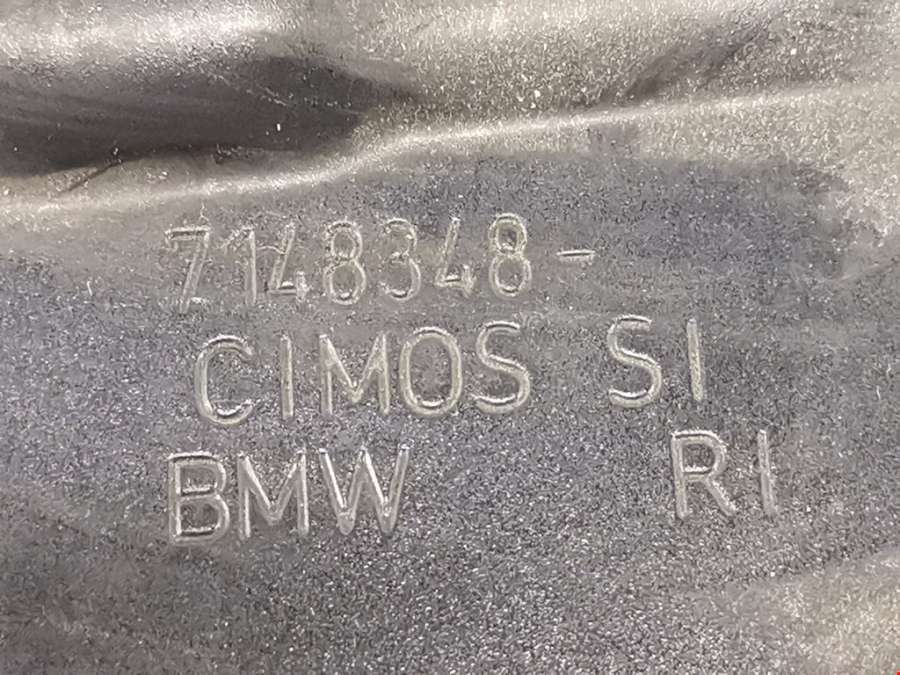 7148348-
CIMOS SI
BMW RI